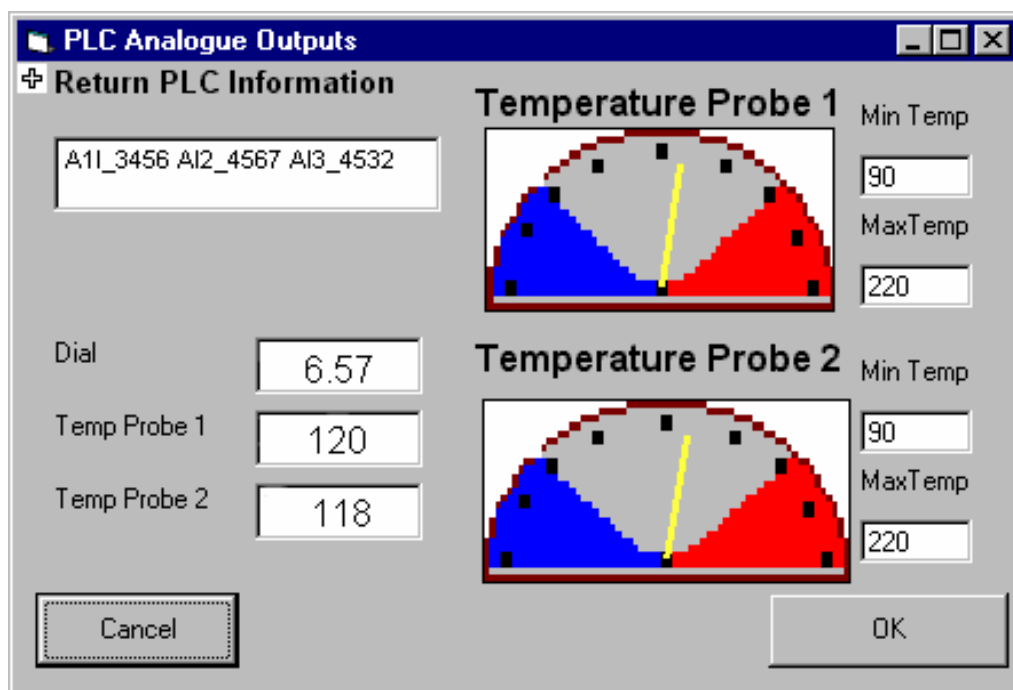 PLC Analogue Outputs
Return PLC Information
A1I_3456 AI2_4567 AI3_4532
Temperature Probe 1
Min Temp
90
MaxTemp
220
Dial
6.57
Temp Probe 1
120
Temp Probe 2
118
Temperature Probe 2
Min Temp
90
MaxTemp
220
Cancel
OK